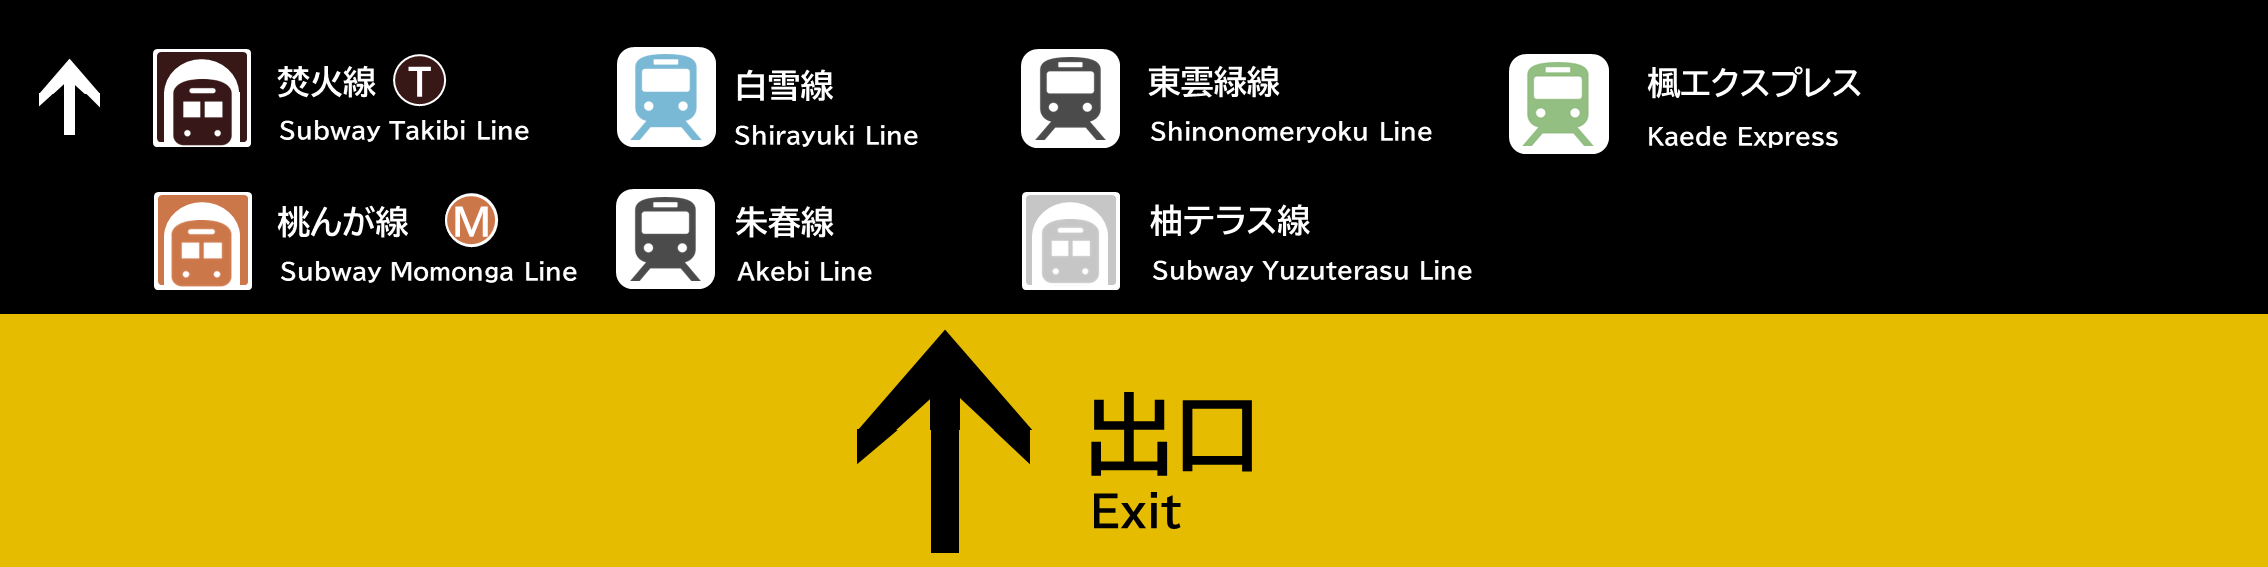 焚火線 T
Subway Takibi Line
白雪線
Shirayuki Line
東雲緑線
Shinonomeryoku Line
楓エクスプレス
Kaede Express
桃んが線 M
Subway Momonga Line
朱春線
Akebi Line
柚テラス線
Subway Yuzuterasu Line
出口
Exit